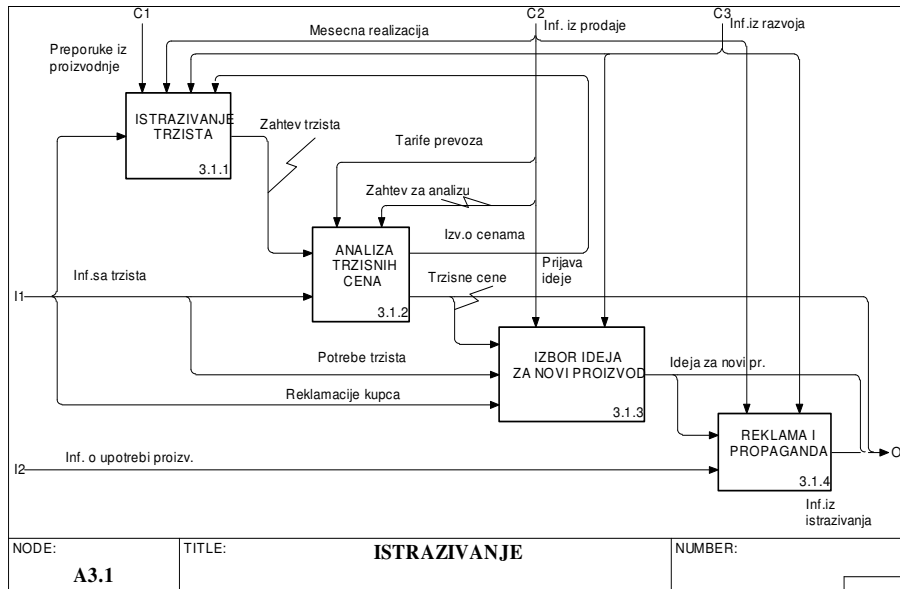 C1
C2
C3
Mesecna realizacija
Inf. iz prodaje
Inf.iz razvoja
Preporuke iz
proizvodnje
ISTRAZIVANJE
TRZISTA
3.1.1
Zahtev trzista
Tarife prevoza
Zahtev za analizu
ANALIZA
TRZISNIH
CENA
3.1.2
Izv.o cenama
Prijava
ideje
Trzisne cene
I1
Inf.sa trzista
IZBOR IDEJA
ZA NOVI PROIZVOD
3.1.3
Potrebe trzista
Ideja za novi pr.
Reklamacije kupca
REKLAMA I
PROPAGANDA
3.1.4
I2
Inf. o upotrebi proizv.
O
Inf.iz
istrazivanja
NODE:
A3.1
TITLE:
ISTRAZIVANJE
NUMBER: